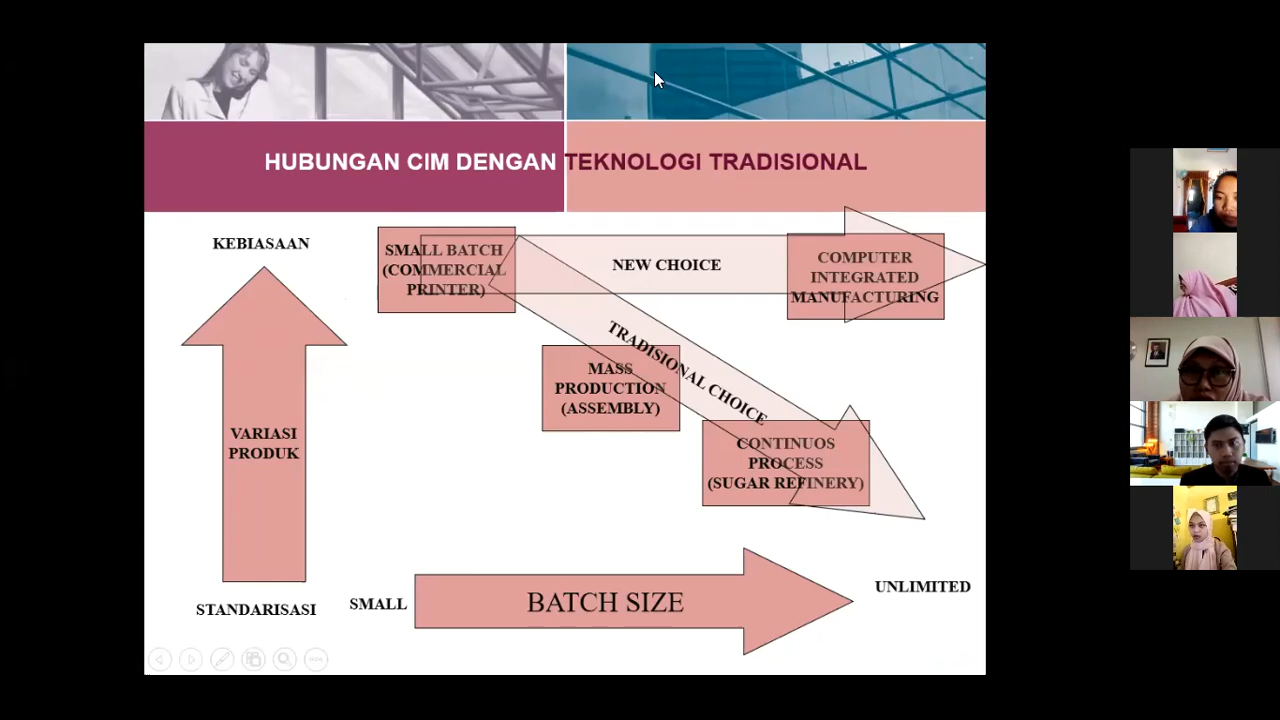 HUBUNGAN CIM DENGAN TEKNOLOGI TRADISIONAL
KEBIASAAN
SMALL BATCH
(COMMERCIAL
PRINTER)
NEW CHOICE
COMPUTER
INTEGRATED
MANUFACTURING
TRADISIONAL CHOICE
MASS
PRODUCTION
(ASSEMBLY)
CONTINUOS
PROCESS
(SUGAR REFINERY)
VARIASI
PRODUK
STANDARISASI
SMALL
BATCH SIZE
UNLIMITED